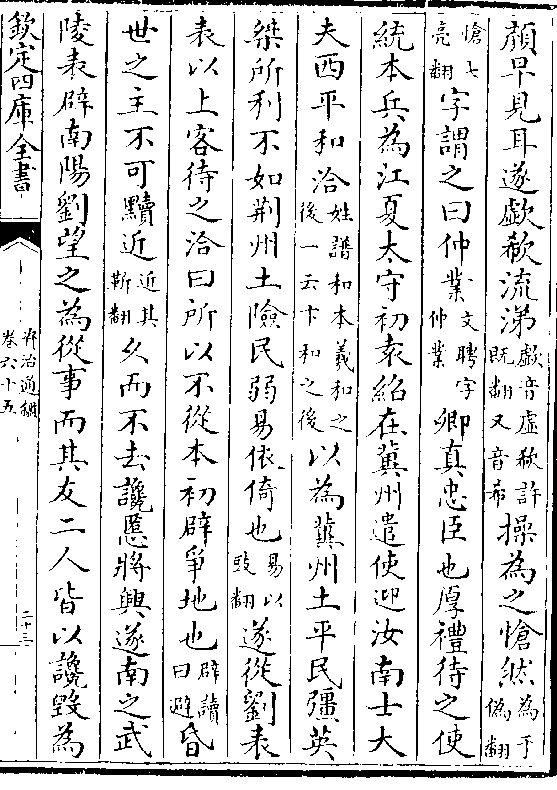 顔早見耳遂歔欷流涕歔音虛欷許既翻又音希操為之愴然為于偽翻
愴七亮翻字謂之曰仲業文聘字仲業卿真忠臣也厚禮待之使
統本兵為江夏太守初袁紹在冀州遣使迎汝南士大
夫西平和洽姓譜和本羲和之後一云卞和之後以為冀州土平民彊英
桀所利不如荆州土險民弱易依倚也易以豉翻遂從劉表
表以上客待之洽曰所以不從本初辟爭地也辟讀曰避昏
世之主不可黷近近其靳翻久而不去讒慝將興遂南之武
陵表辟南陽劉望之為從事而其友二人皆以讒毀為
欽定四庫全書
資治通鑑
卷六十五
二十三